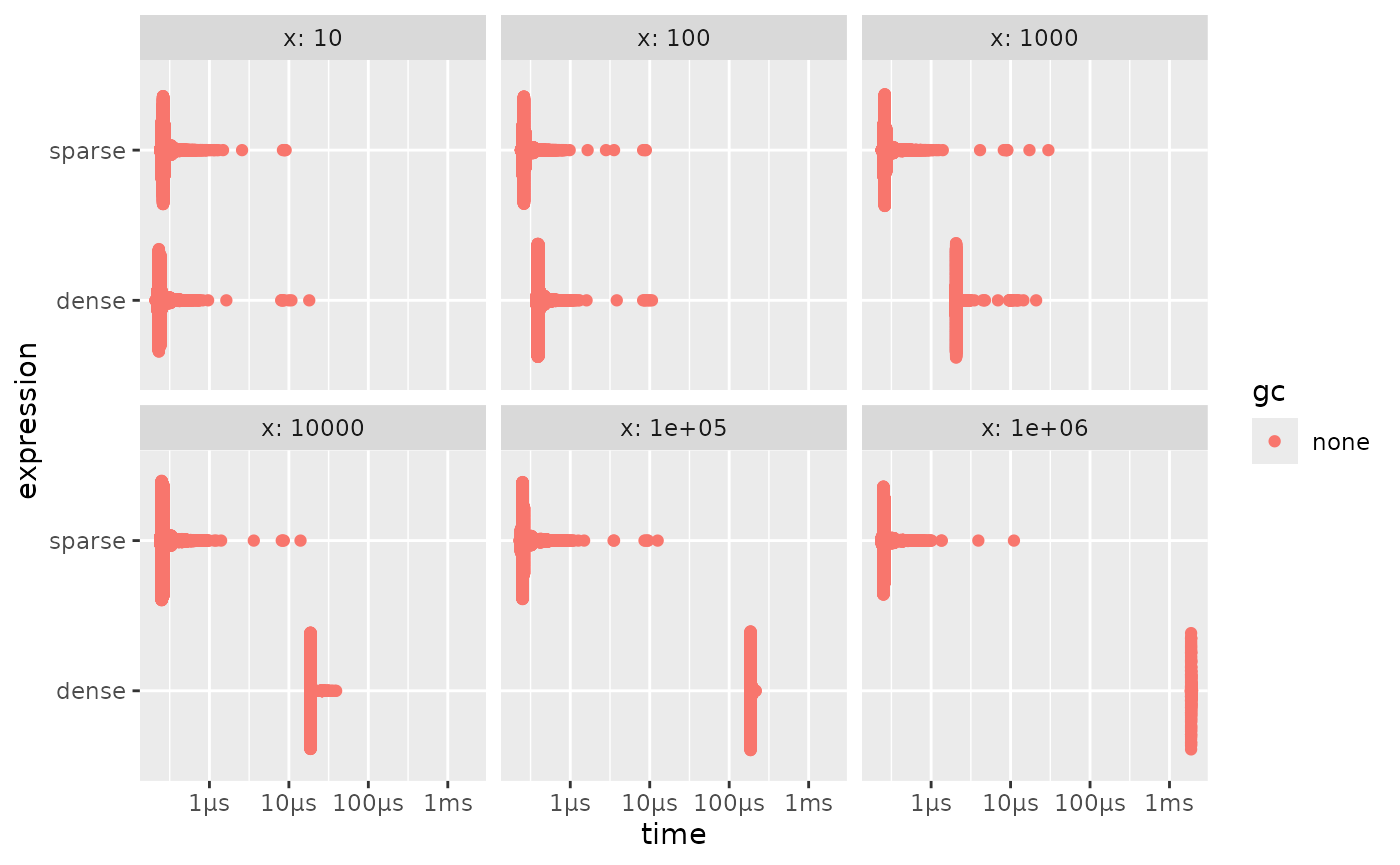 x: 10
x: 100
x: 1000
sparse
dense
x: 10000
x: 1e+05
x: 1e+06
sparse
dense
1µs
10µs
100µs
1ms
1µs
10µs
100µs
1ms
1µs
10µs
100µs
1ms
time
expression
gc
none